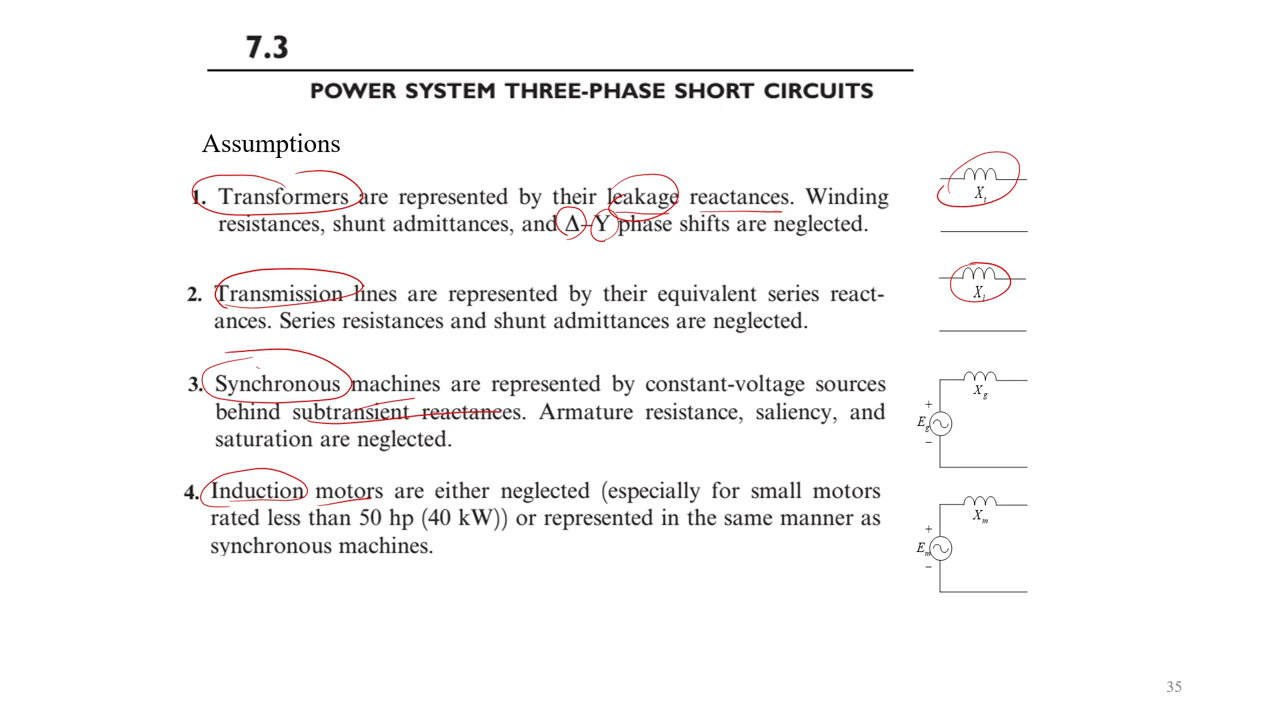 7.3
POWER SYSTEM THREE-PHASE SHORT CIRCUITS
Assumptions
1. Transformers are represented by their leakage reactances. Winding
resistances, shunt admittances, and Δ–Y phase shifts are neglected.
Xt
2. Transmission lines are represented by their equivalent series react-
ances. Series resistances and shunt admittances are neglected.
Xl
3. Synchronous machines are represented by constant-voltage sources
behind subtransient reactances. Armature resistance, saliency, and
saturation are neglected.
Xg
+
Eg
–
4. Induction motors are either neglected (especially for small motors
rated less than 50 hp (40 kW)) or represented in the same manner as
synchronous machines.
Xm
+
Em
–
35